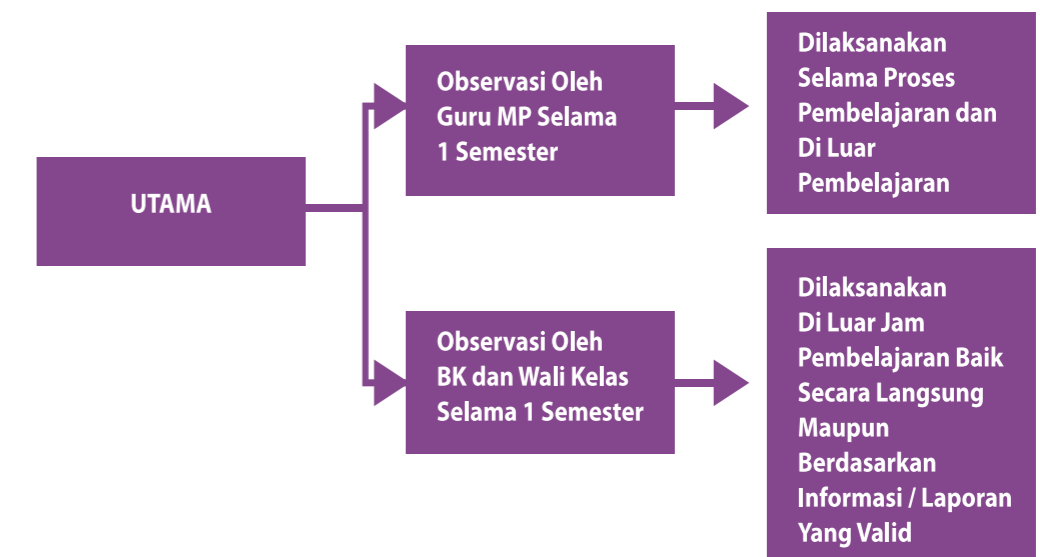 UTAMA
Observasi Oleh
Guru MP Selama
1 Semester
Dilaksanakan
Selama Proses
Pembelajaran dan
Di Luar
Pembelajaran
Observasi Oleh
BK dan Wali Kelas
Selama 1 Semester
Dilaksanakan
Di Luar Jam
Pembelajaran Baik
Secara Langsung
Maupun
Berdasarkan
Informasi / Laporan
Yang Valid